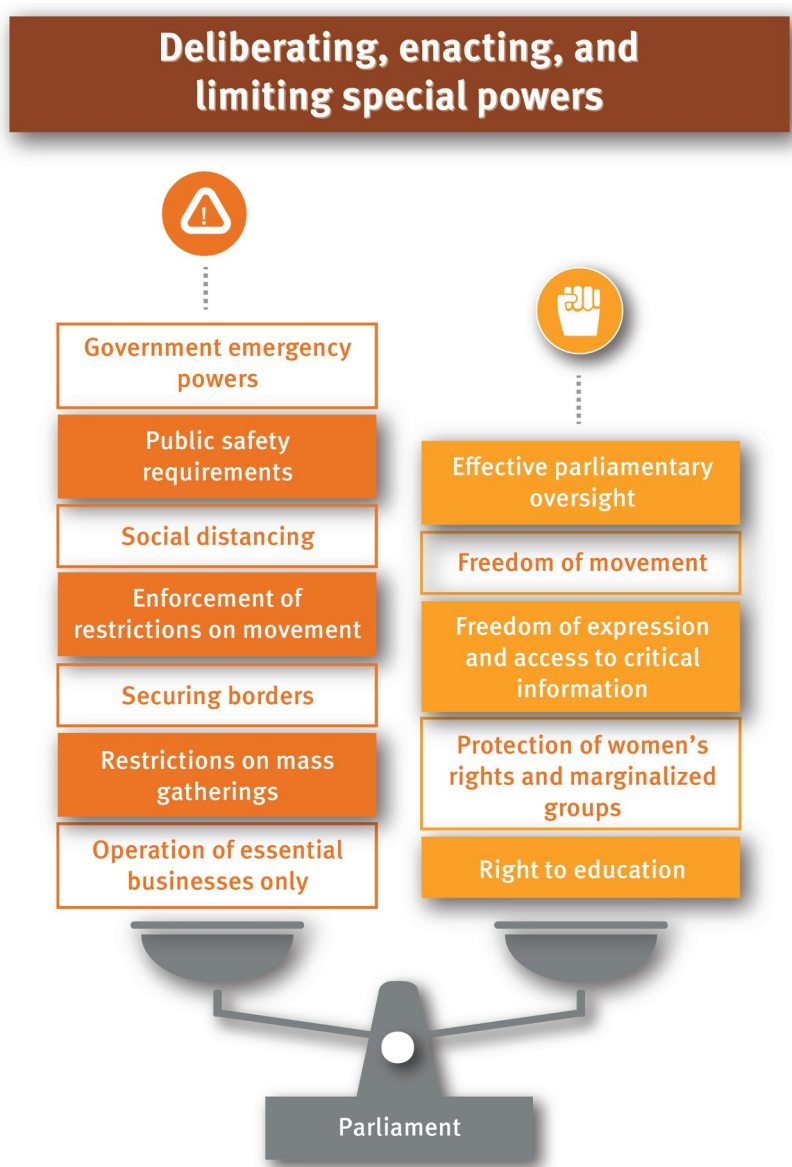 Deliberating, enacting, and
limiting special powers
!
Government emergency
powers
Public safety
requirements
Social distancing
Enforcement of
restrictions on movement
Securing borders
Restrictions on mass
gatherings
Operation of essential
businesses only
Effective parliamentary
oversight
Freedom of movement
Freedom of expression
and access to critical
information
Protection of women’s
rights and marginalized
groups
Right to education
Parliament